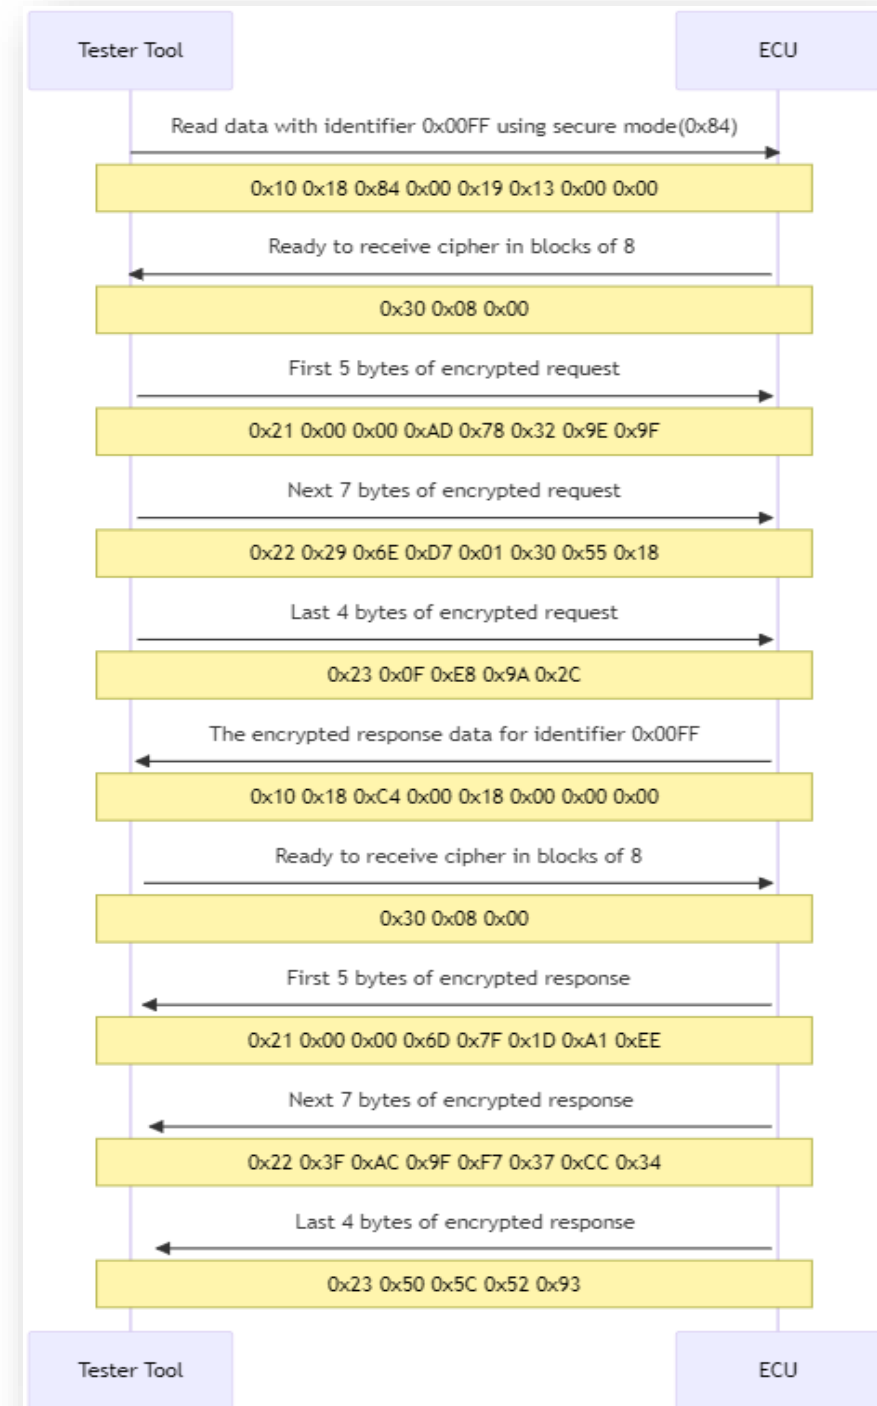 Tester Tool
ECU
Read data with identifier 0x00FF using secure mode(0x84)
0x10 0x18 0x84 0x00 0x19 0x13 0x00 0x00
Ready to receive cipher in blocks of 8
0x30 0x08 0x00
First 5 bytes of encrypted request
0x21 0x00 0x00 0xAD 0x78 0x32 0x9E 0x9F
Next 7 bytes of encrypted request
0x22 0x29 0x6E 0xD7 0x01 0x30 0x55 0x18
Last 4 bytes of encrypted request
0x23 0x0F 0xE8 0x9A 0x2C
The encrypted response data for identifier 0x00FF
0x10 0x18 0xC4 0x00 0x18 0x00 0x00 0x00
Ready to receive cipher in blocks of 8
0x30 0x08 0x00
First 5 bytes of encrypted response
0x21 0x00 0x00 0x6D 0x7F 0x1D 0xA1 0xEE
Next 7 bytes of encrypted response
0x22 0x3F 0xAC 0x9F 0xF7 0x37 0xCC 0x34
Last 4 bytes of encrypted response
0x23 0x50 0x5C 0x52 0x93
Tester Tool
ECU